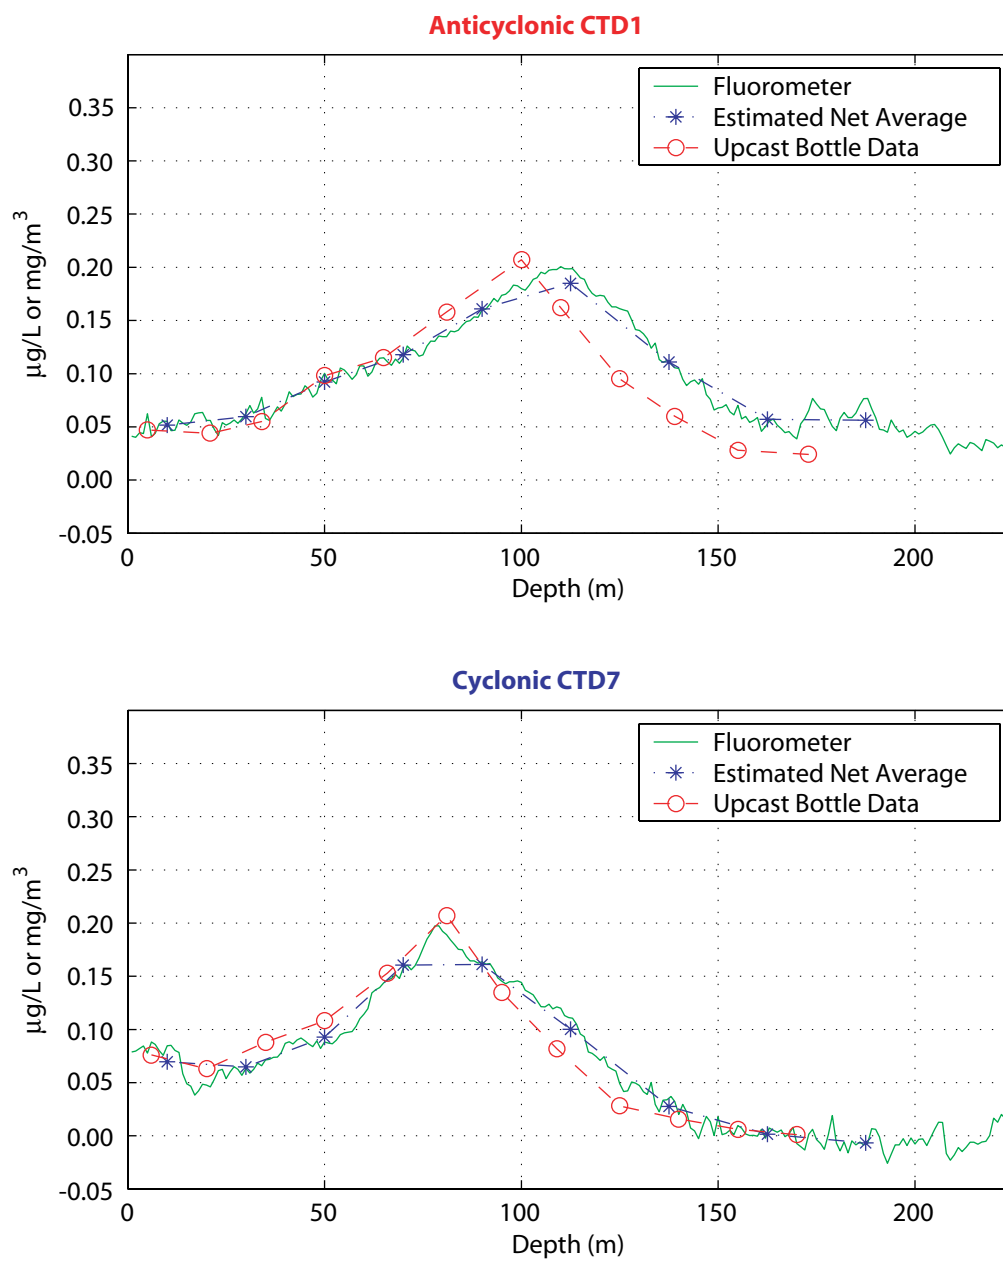 Anticyclonic CTD1
Fluorometer
Estimated Net Average
Upcast Bottle Data
0.35
0.30
0.25
0.20
0.15
0.10
0.05
0.00
-0.05
µg/L or mg/m³
0 50 100 150 200
Depth (m)
Cyclonic CTD7
Fluorometer
Estimated Net Average
Upcast Bottle Data
0.35
0.30
0.25
0.20
0.15
0.10
0.05
0.00
-0.05
µg/L or mg/m³
0 50 100 150 200
Depth (m)